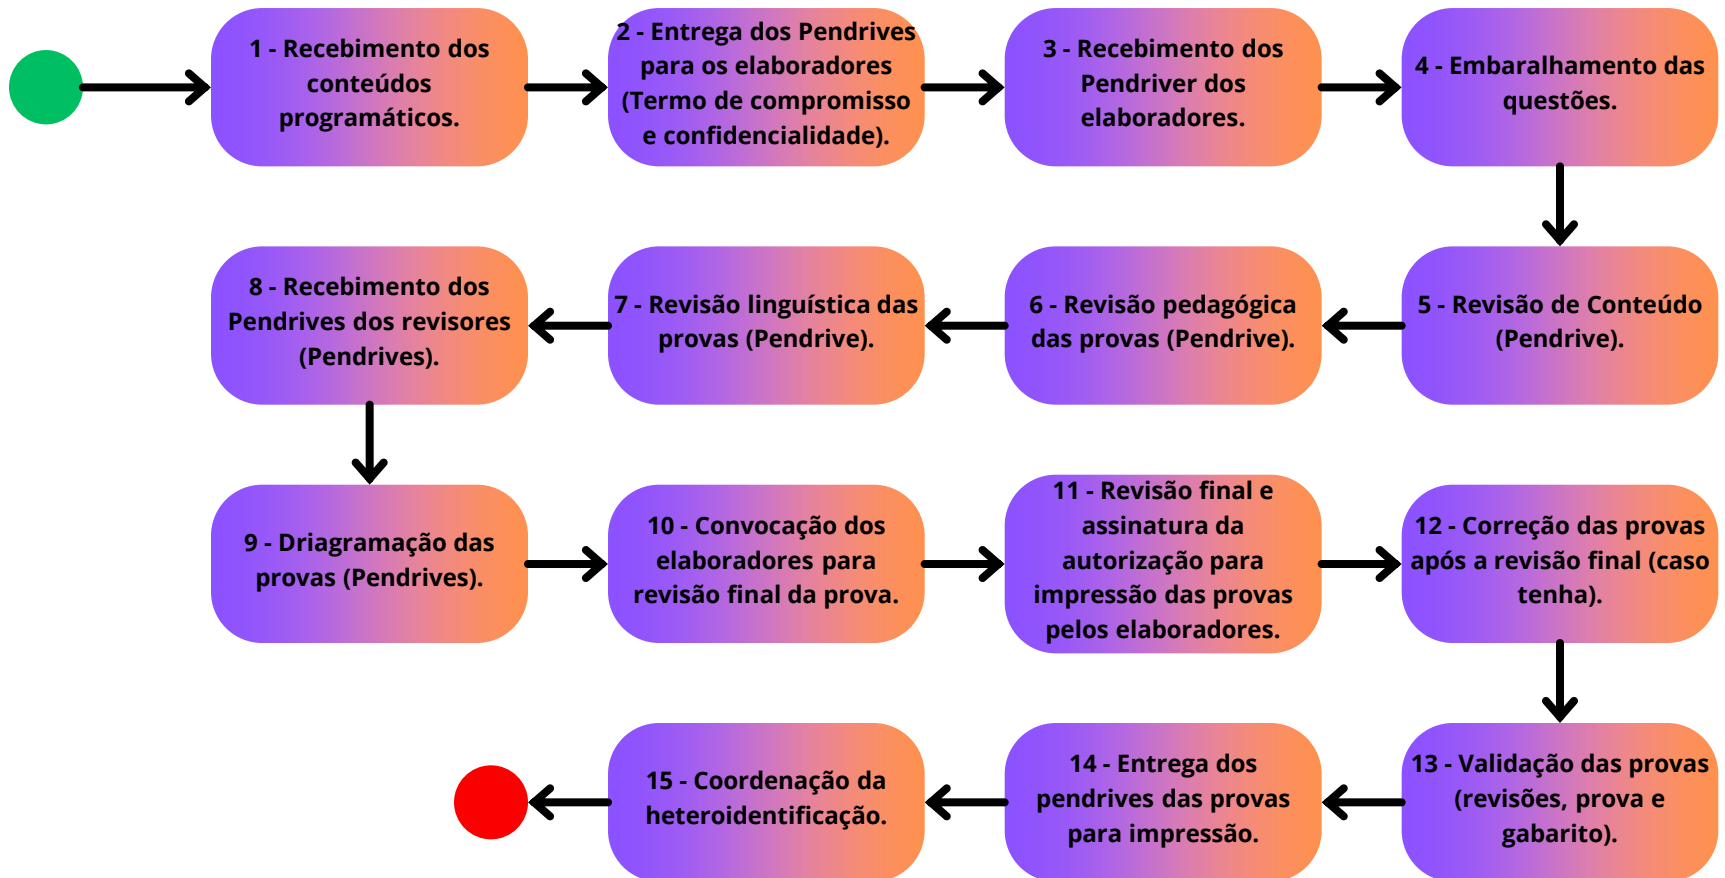 1 - Recebimento dos
conteúdos
programáticos.
2 - Entrega dos Pendrives
para os elaboradores
(Termo de compromisso
e confidencialidade).
3 - Recebimento dos
Pendriver dos
elaboradores.
4 - Embaralhamento das
questões.
5 - Revisão de Conteúdo
(Pendrive).
6 - Revisão pedagógica
das provas (Pendrive).
7 - Revisão linguística das
provas (Pendrive).
8 - Recebimento dos
Pendrives dos revisores
(Pendrives).
9 - Driagramação das
provas (Pendrives).
10 - Convocação dos
elaboradores para
revisão final da prova.
11 - Revisão final e
assinatura da
autorização para
impressão das provas
pelos elaboradores.
12 - Correção das provas
após a revisão final (caso
tenha).
13 - Validação das provas
(revisões, prova e
gabarito).
14 - Entrega dos
pendrives das provas
para impressão.
15 - Coordenação da
heteroidentificação.